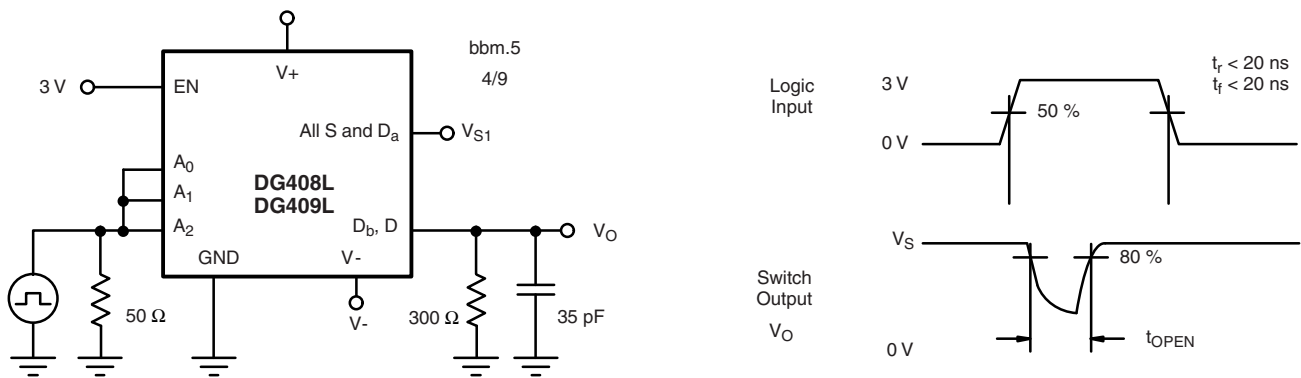 bbm.5
4/9
V+
3 V
EN
All S and Da
VS1
A0
A1
A2
DG408L
DG409L
Db, D
VO
GND
V-
V-
50 Ω
300 Ω
35 pF
Logic
Input
3 V
0 V
50 %
tr < 20 ns
tf < 20 ns
VS
80 %
Switch
Output
VO
0 V
tOPEN